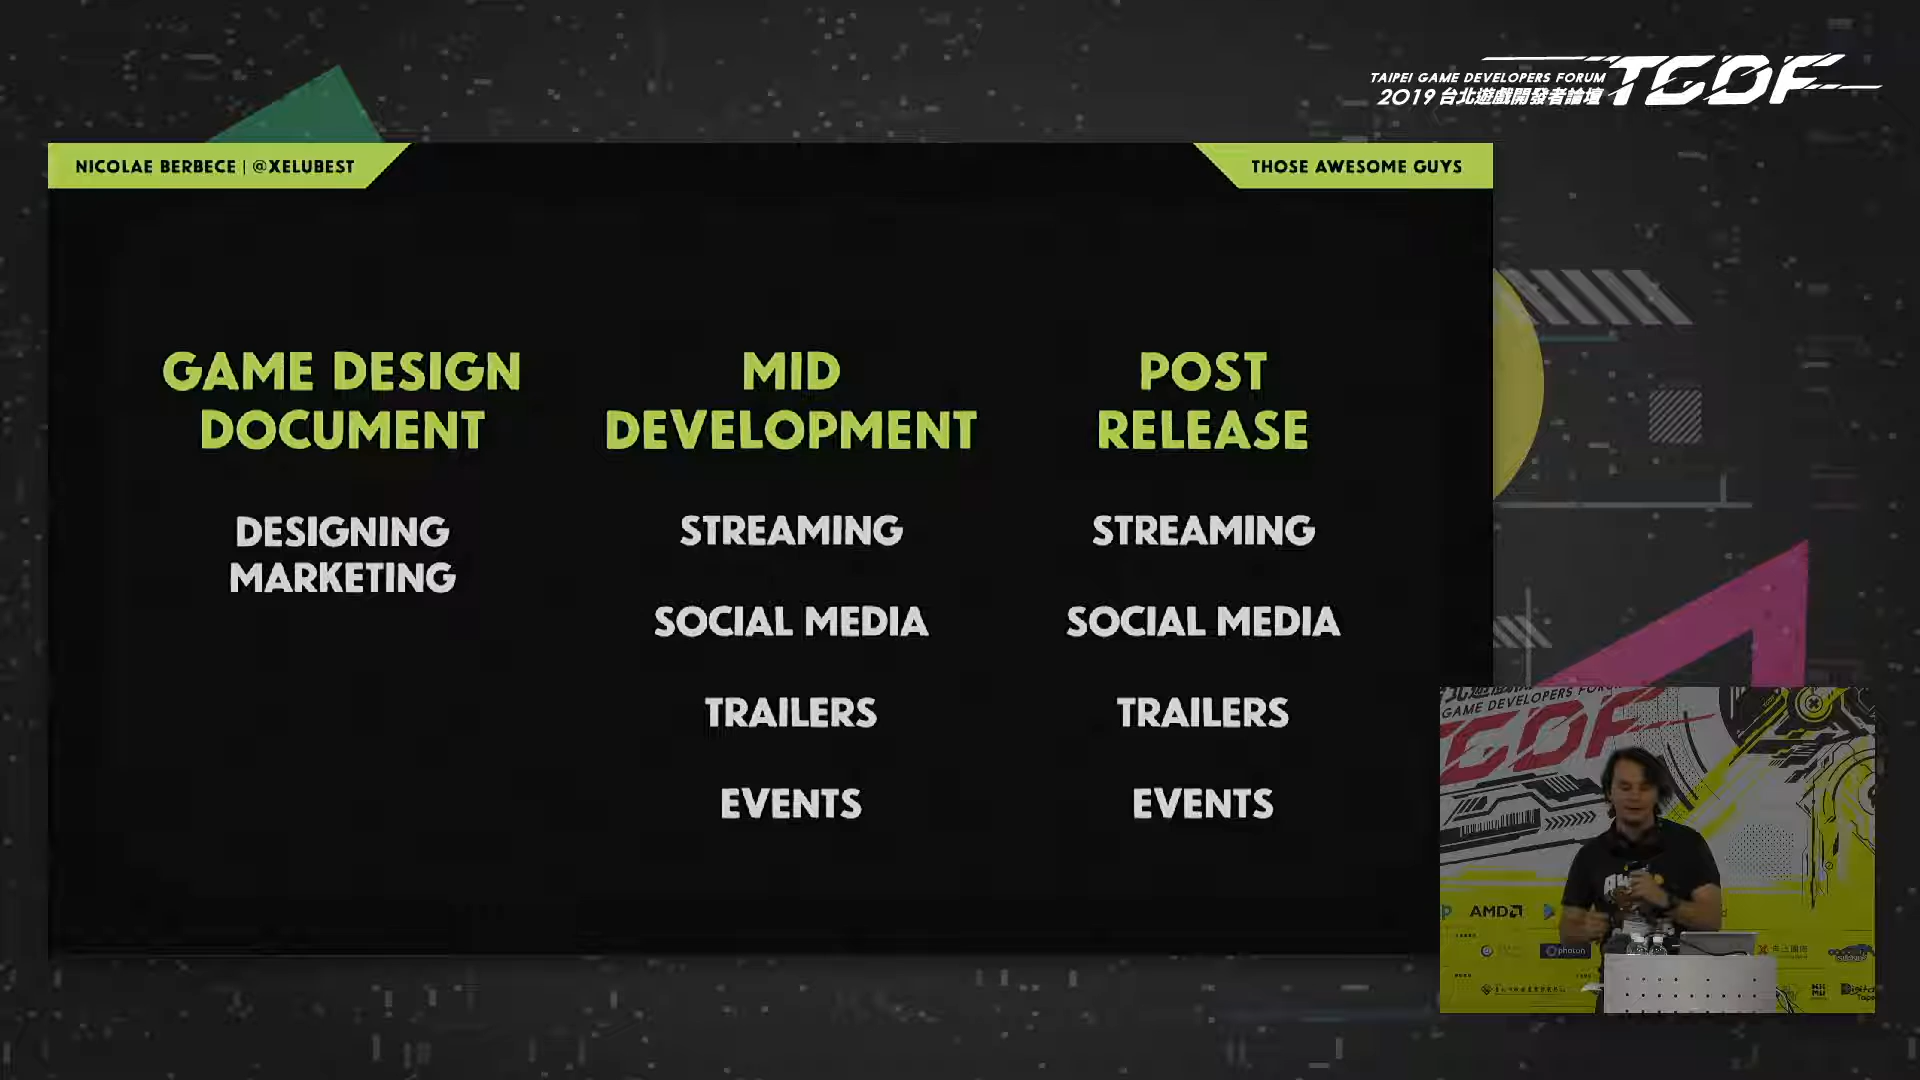 TAIPEI GAME DEVELOPERS FORUM
2019 台北遊戲開發者論壇
TGDF
NICOLAE BERBECE | @XELUBEST
THOSE AWESOME GUYS
GAME DESIGN
DOCUMENT
DESIGNING
MARKETING
MID
DEVELOPMENT
STREAMING
SOCIAL MEDIA
TRAILERS
EVENTS
POST
RELEASE
STREAMING
SOCIAL MEDIA
TRAILERS
EVENTS
GAME DEVELOPERS
TGDF
AMD
photon